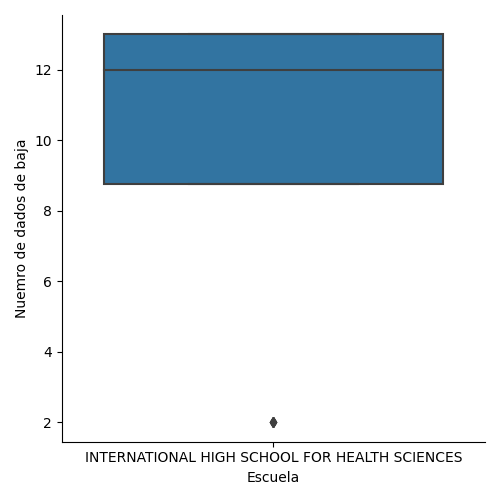 12
10
8
6
4
2
Nuemro de dados de baja
INTERNATIONAL HIGH SCHOOL FOR HEALTH SCIENCES
Escuela